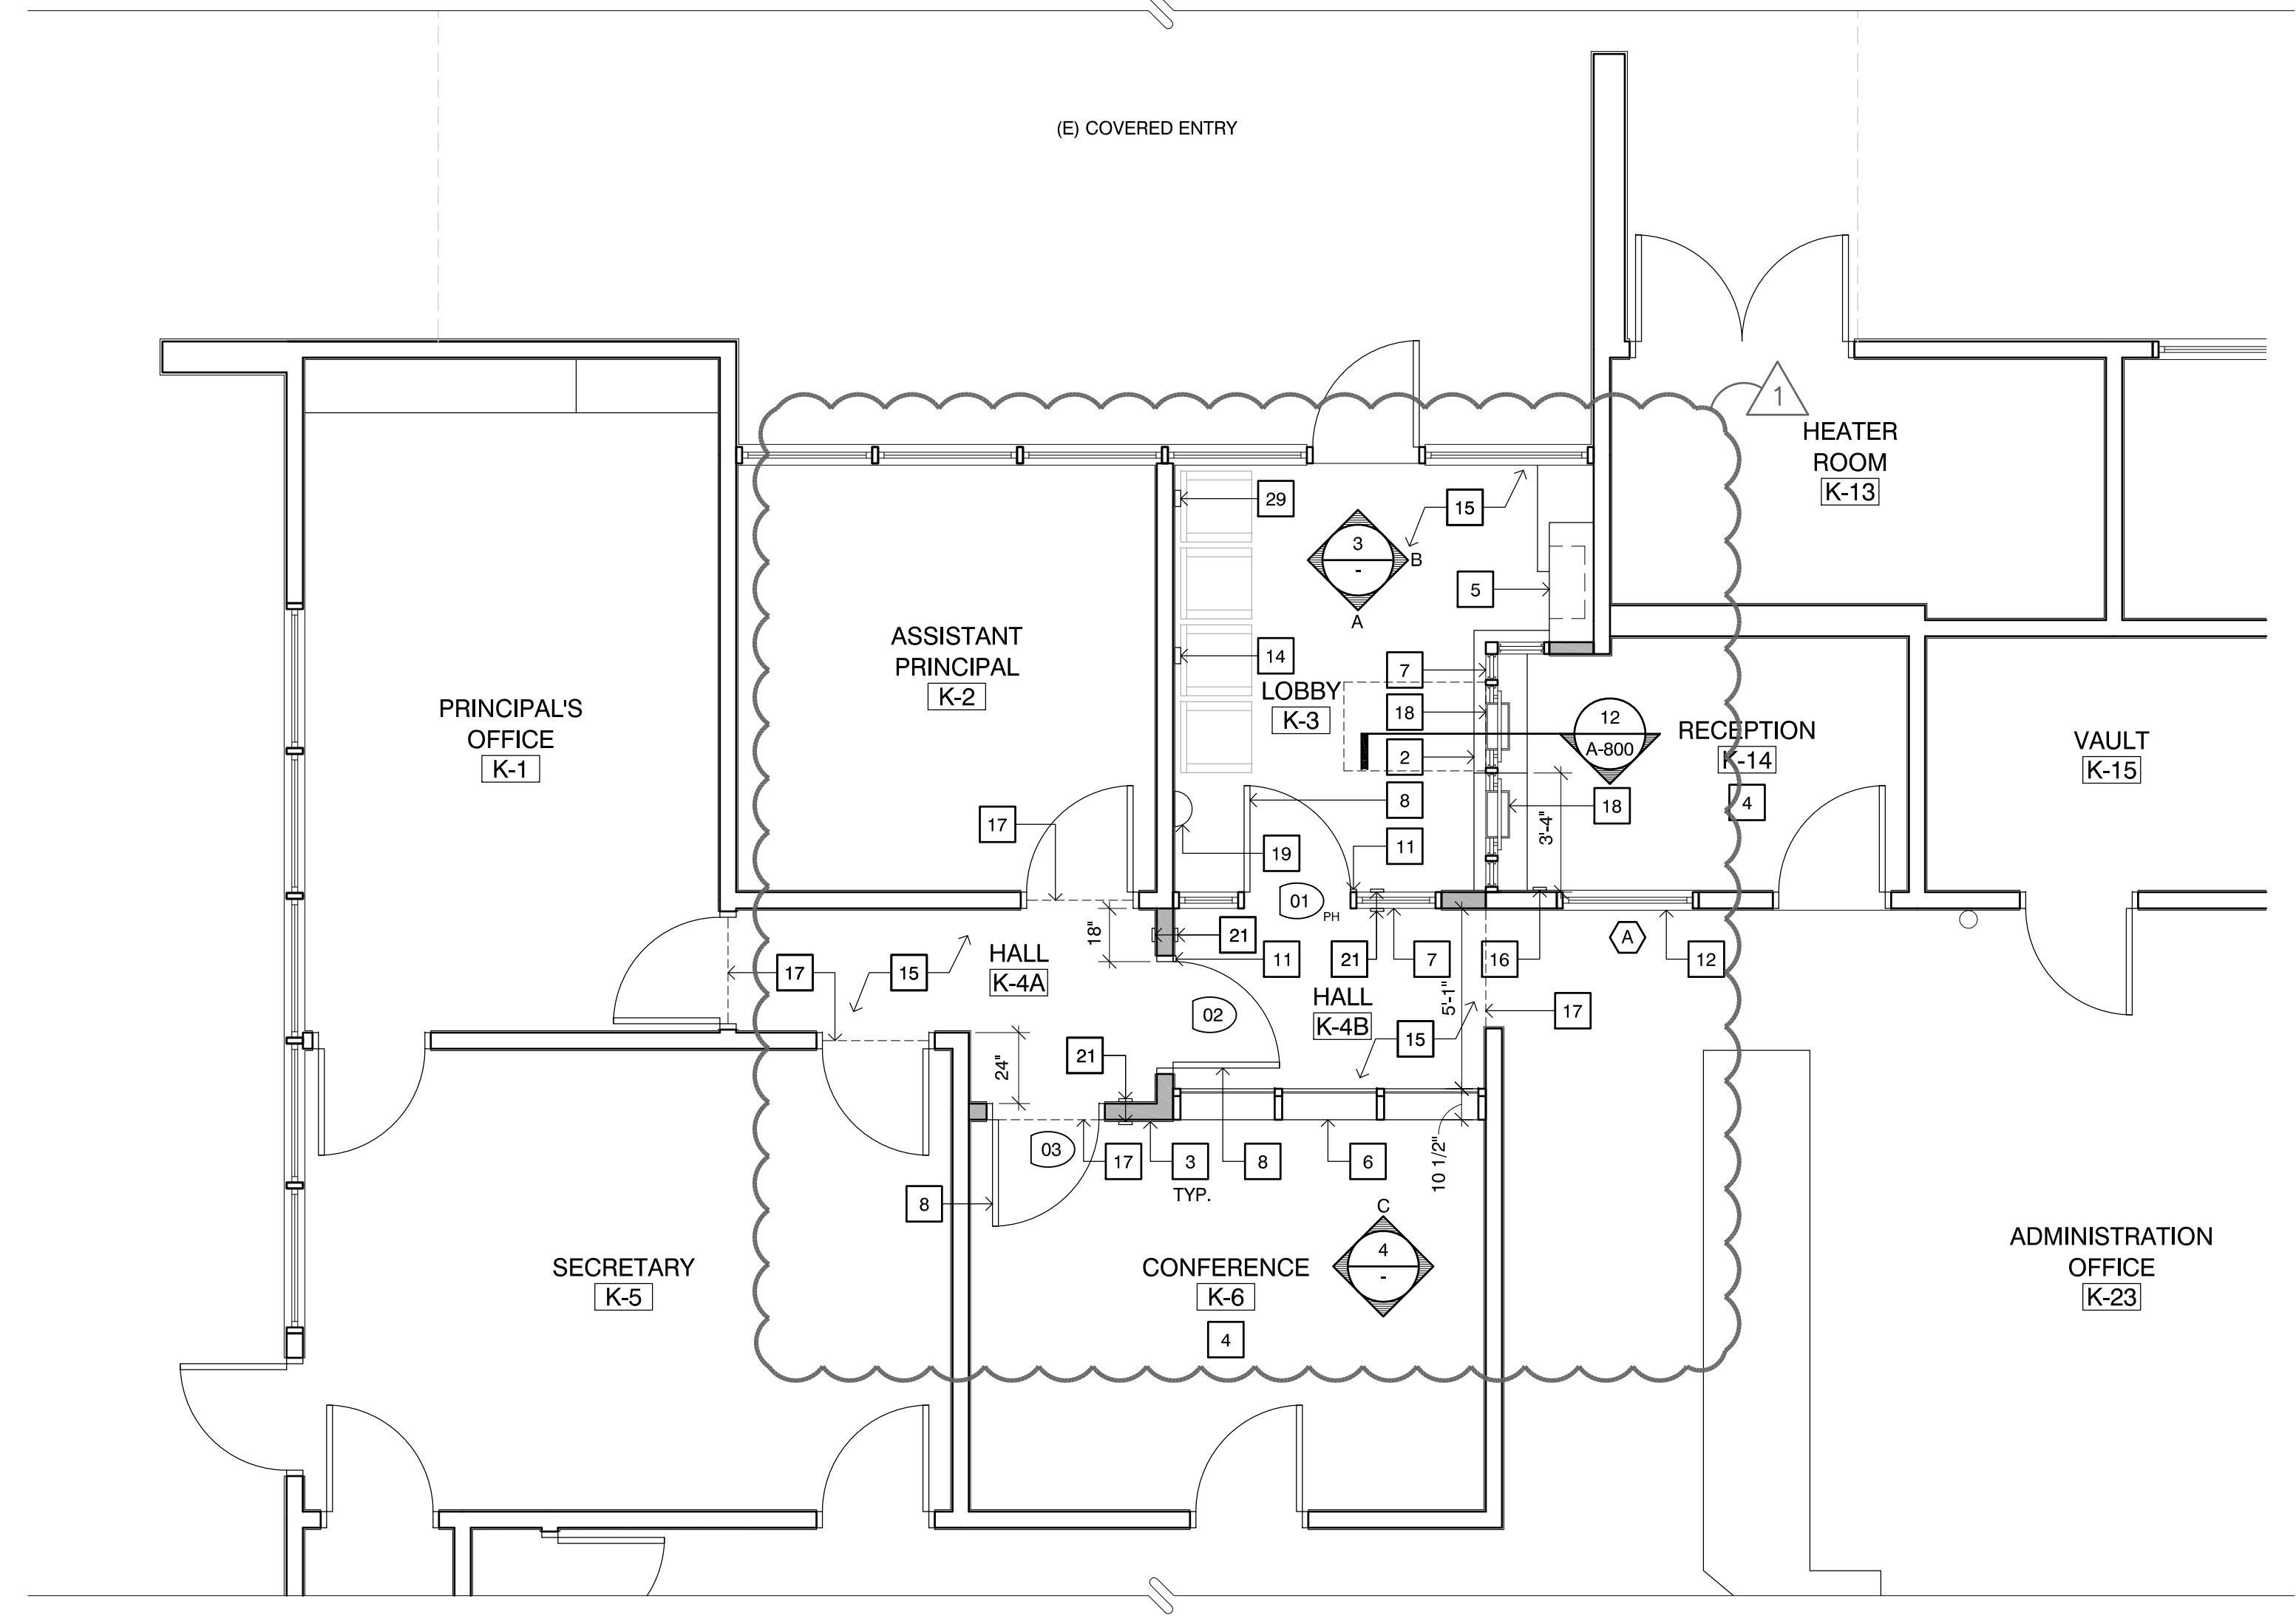 (E) COVERED ENTRY
1
HEATER
ROOM
K-13
29
15
3
-
B
A
5
ASSISTANT
PRINCIPAL
K-2
14
7
LOBBY
K-3
18
2
12
A-800
RECEPTION
K-14
4
VAULT
K-15
PRINCIPAL'S
OFFICE
K-1
8
18
3'-4"
17
19
11
01
PH
18"
21
11
21
7
16
A
12
HALL
K-4A
17
15
HALL
K-4B
5'-1"
17
02
15
21
24"
03
17
3
TYP.
8
6
10 1/2"
8
C
4
-
SECRETARY
K-5
CONFERENCE
K-6
4
ADMINISTRATION
OFFICE
K-23